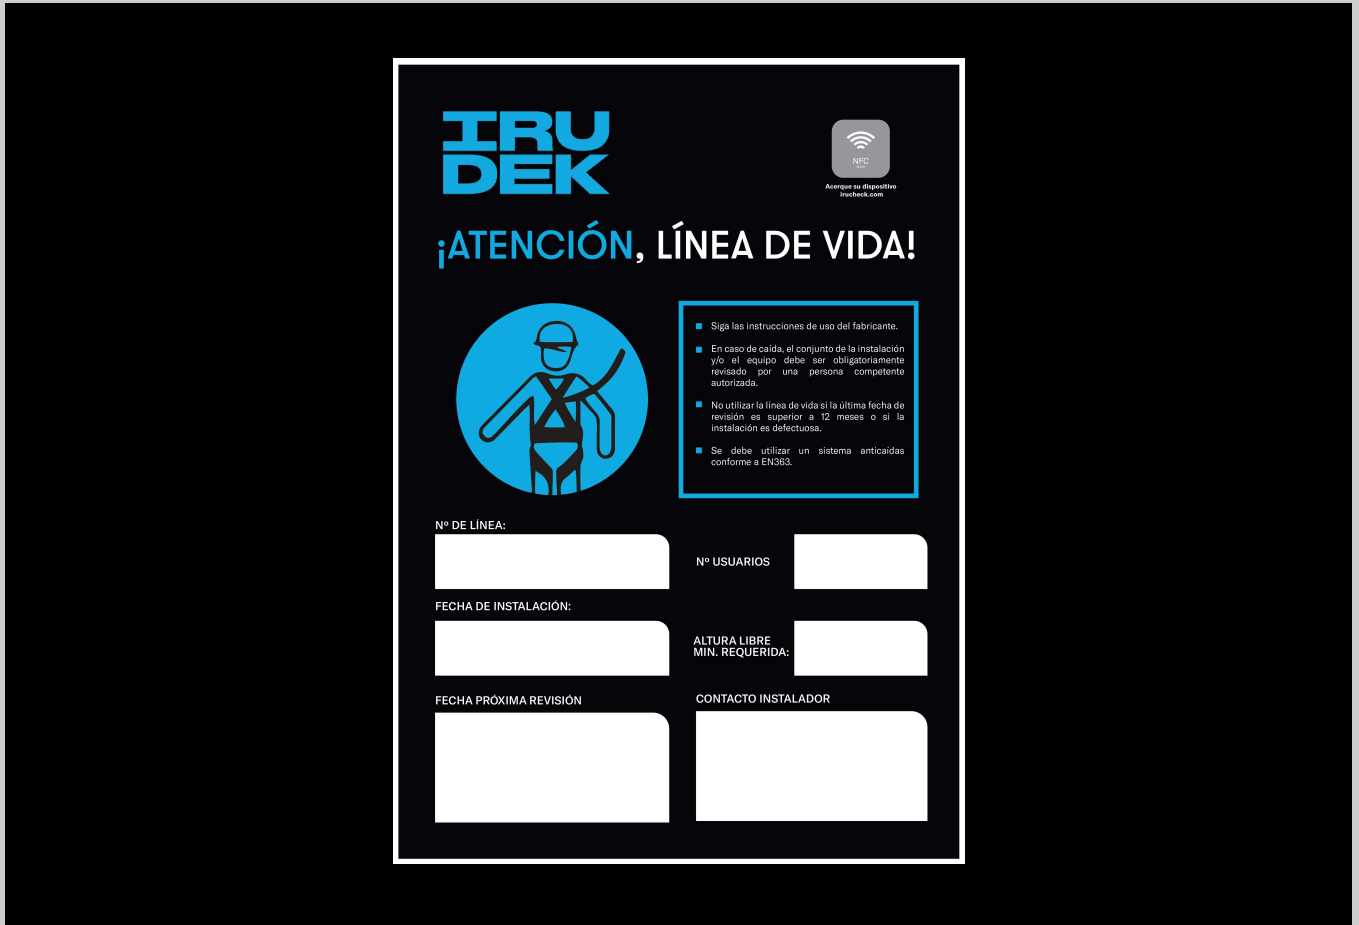 IRU
DEK
NFC
Acerque su dispositivo
irucheck.com
¡ATENCIÓN, LÍNEA DE VIDA!
Siga las instrucciones de uso del fabricante.
En caso de caída, el conjunto de la instalación
y/o el equipo debe ser obligatoriamente
revisado por una persona competente
autorizada.
No utilizar la línea de vida si la última fecha de
revisión es superior a 12 meses o si la
instalación es defectuosa.
Se debe utilizar un sistema anticaídas
conforme a EN363.
Nº DE LÍNEA:
Nº USUARIOS
FECHA DE INSTALACIÓN:
ALTURA LIBRE
MIN. REQUERIDA:
FECHA PRÓXIMA REVISIÓN
CONTACTO INSTALADOR